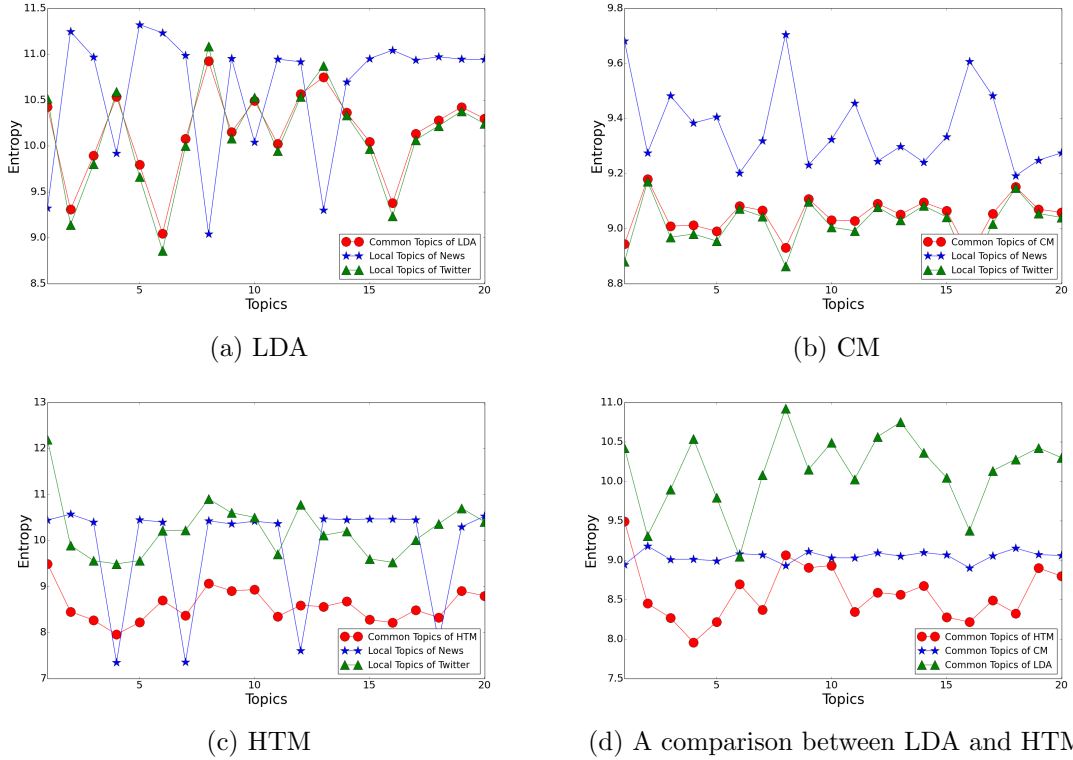 11.5
11.0
10.5
10.0
9.5
9.0
8.5
Entropy
5
10
15
20
Topics
Common Topics of LDA
Local Topics of News
Local Topics of Twitter
(a) LDA
9.8
9.6
9.4
9.2
9.0
8.8
Entropy
5
10
15
20
Topics
Common Topics of CM
Local Topics of News
Local Topics of Twitter
(b) CM
13
12
11
10
9
8
7
Entropy
5
10
15
20
Topics
Common Topics of HTM
Local Topics of News
Local Topics of Twitter
(c) HTM
11.0
10.5
10.0
9.5
9.0
8.5
8.0
7.5
Entropy
5
10
15
20
Topics
Common Topics of HTM
Common Topics of CM
Common Topics of LDA
(d) A comparison between LDA and HTM